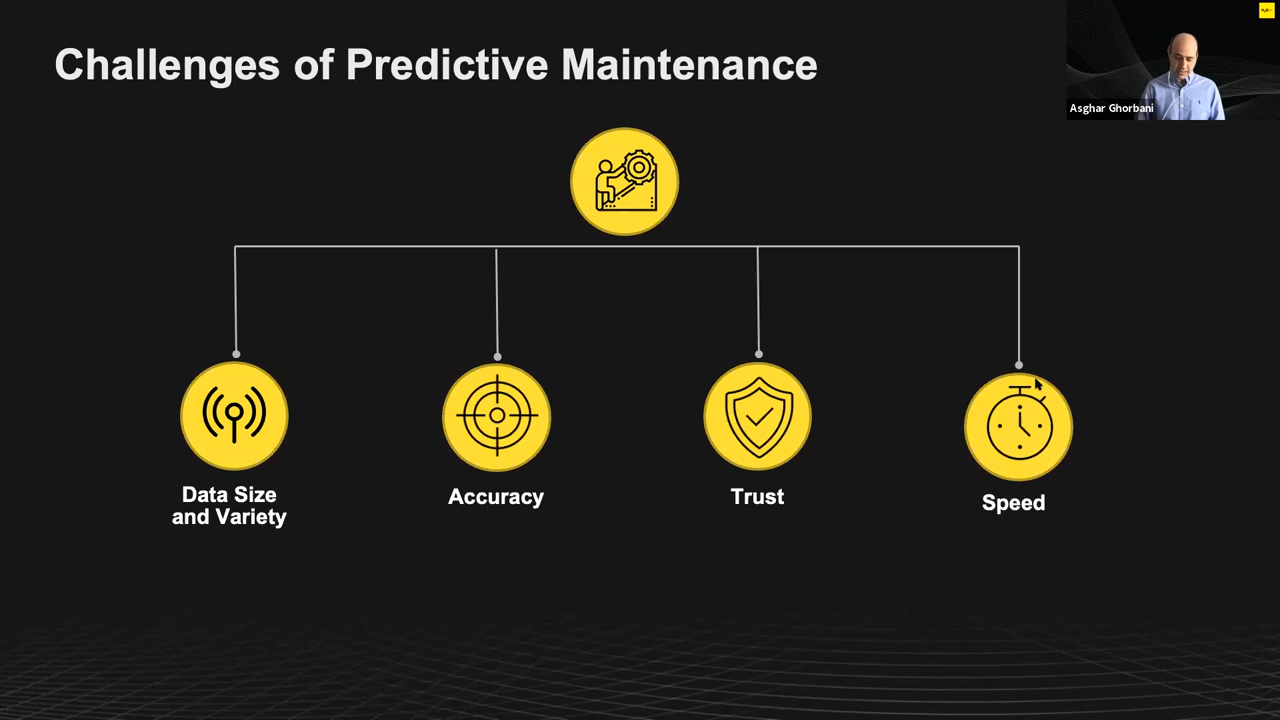 Challenges of Predictive Maintenance
Asghar Ghorbani
Data Size
and Variety
Accuracy
Trust
Speed